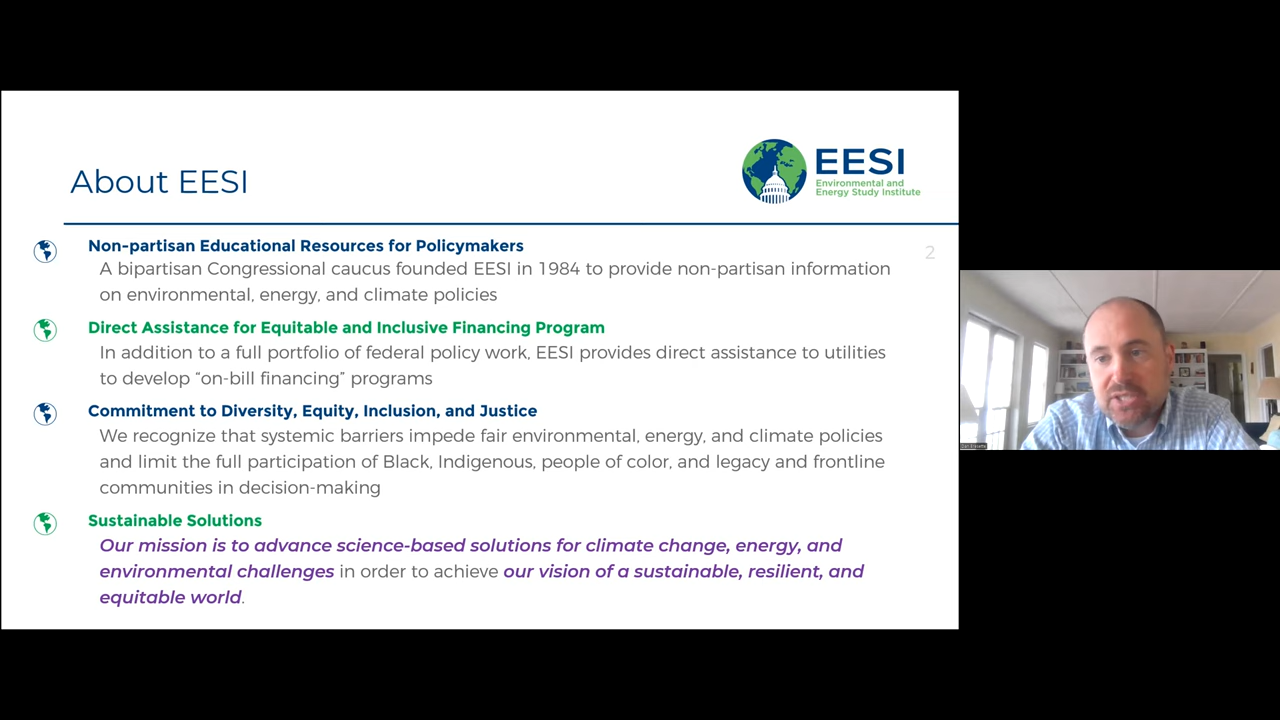 About EESI
EESI
Environmental and
Energy Study Institute
2
Non-partisan Educational Resources for Policymakers
A bipartisan Congressional caucus founded EESI in 1984 to provide non-partisan information
on environmental, energy, and climate policies
Direct Assistance for Equitable and Inclusive Financing Program
In addition to a full portfolio of federal policy work, EESI provides direct assistance to utilities
to develop “on-bill financing” programs
Commitment to Diversity, Equity, Inclusion, and Justice
We recognize that systemic barriers impede fair environmental, energy, and climate policies
and limit the full participation of Black, Indigenous, people of color, and legacy and frontline
communities in decision-making
Sustainable Solutions
Our mission is to advance science-based solutions for climate change, energy, and
environmental challenges in order to achieve our vision of a sustainable, resilient, and
equitable world.